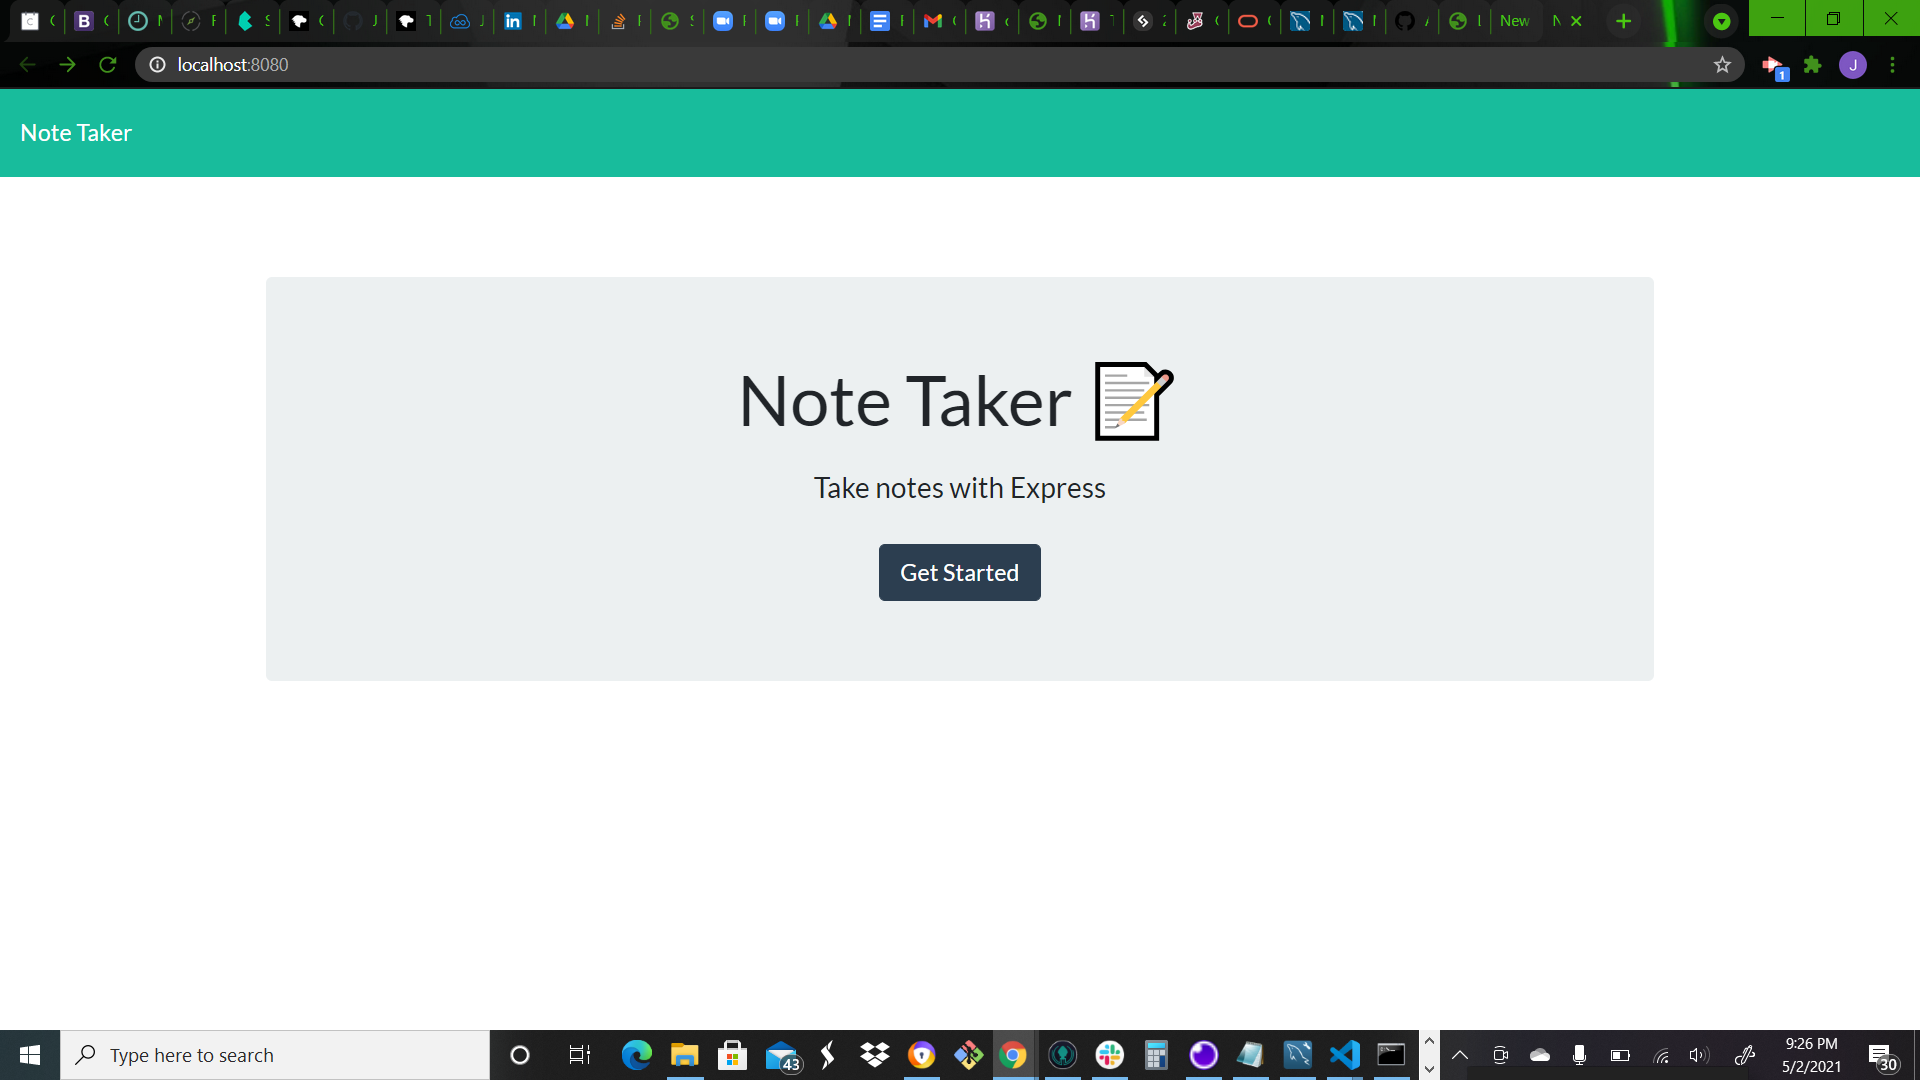 New
localhost:8080
J
1
Note Taker
Note Taker
Take notes with Express
Get Started
Type here to search
43
9:26 PM
5/2/2021
30